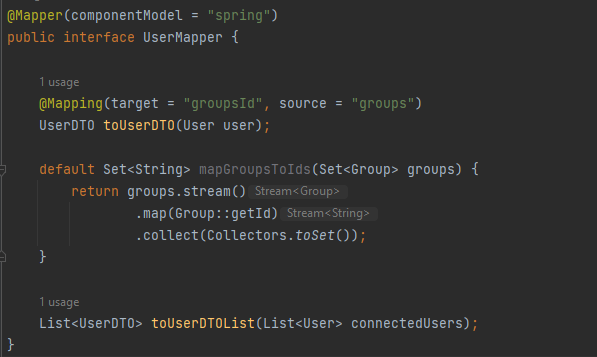 @Mapper(componentModel = "spring")
public interface UserMapper {
1 usage
@Mapping(target = "groupsId", source = "groups")
UserDTO toUserDTO(User user);
default Set<String> mapGroupsToIds(Set<Group> groups) {
return groups.stream() Stream<Group>
.map(Group::getId) Stream<String>
.collect(Collectors.toSet());
}
1 usage
List<UserDTO> toUserDTOList(List<User> connectedUsers);
}